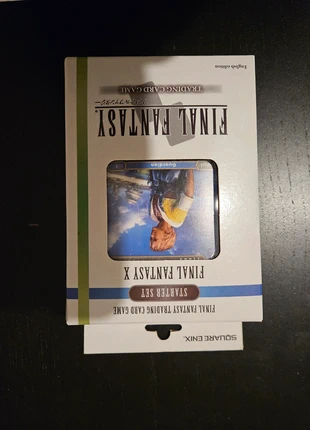 SQUARE ENIX.
FINAL FANTASY TRADING CARD GAME
STARTER SET
FINAL FANTASY X
Guardian
FINAL FANTASY®
TRADING CARD GAME
English edition